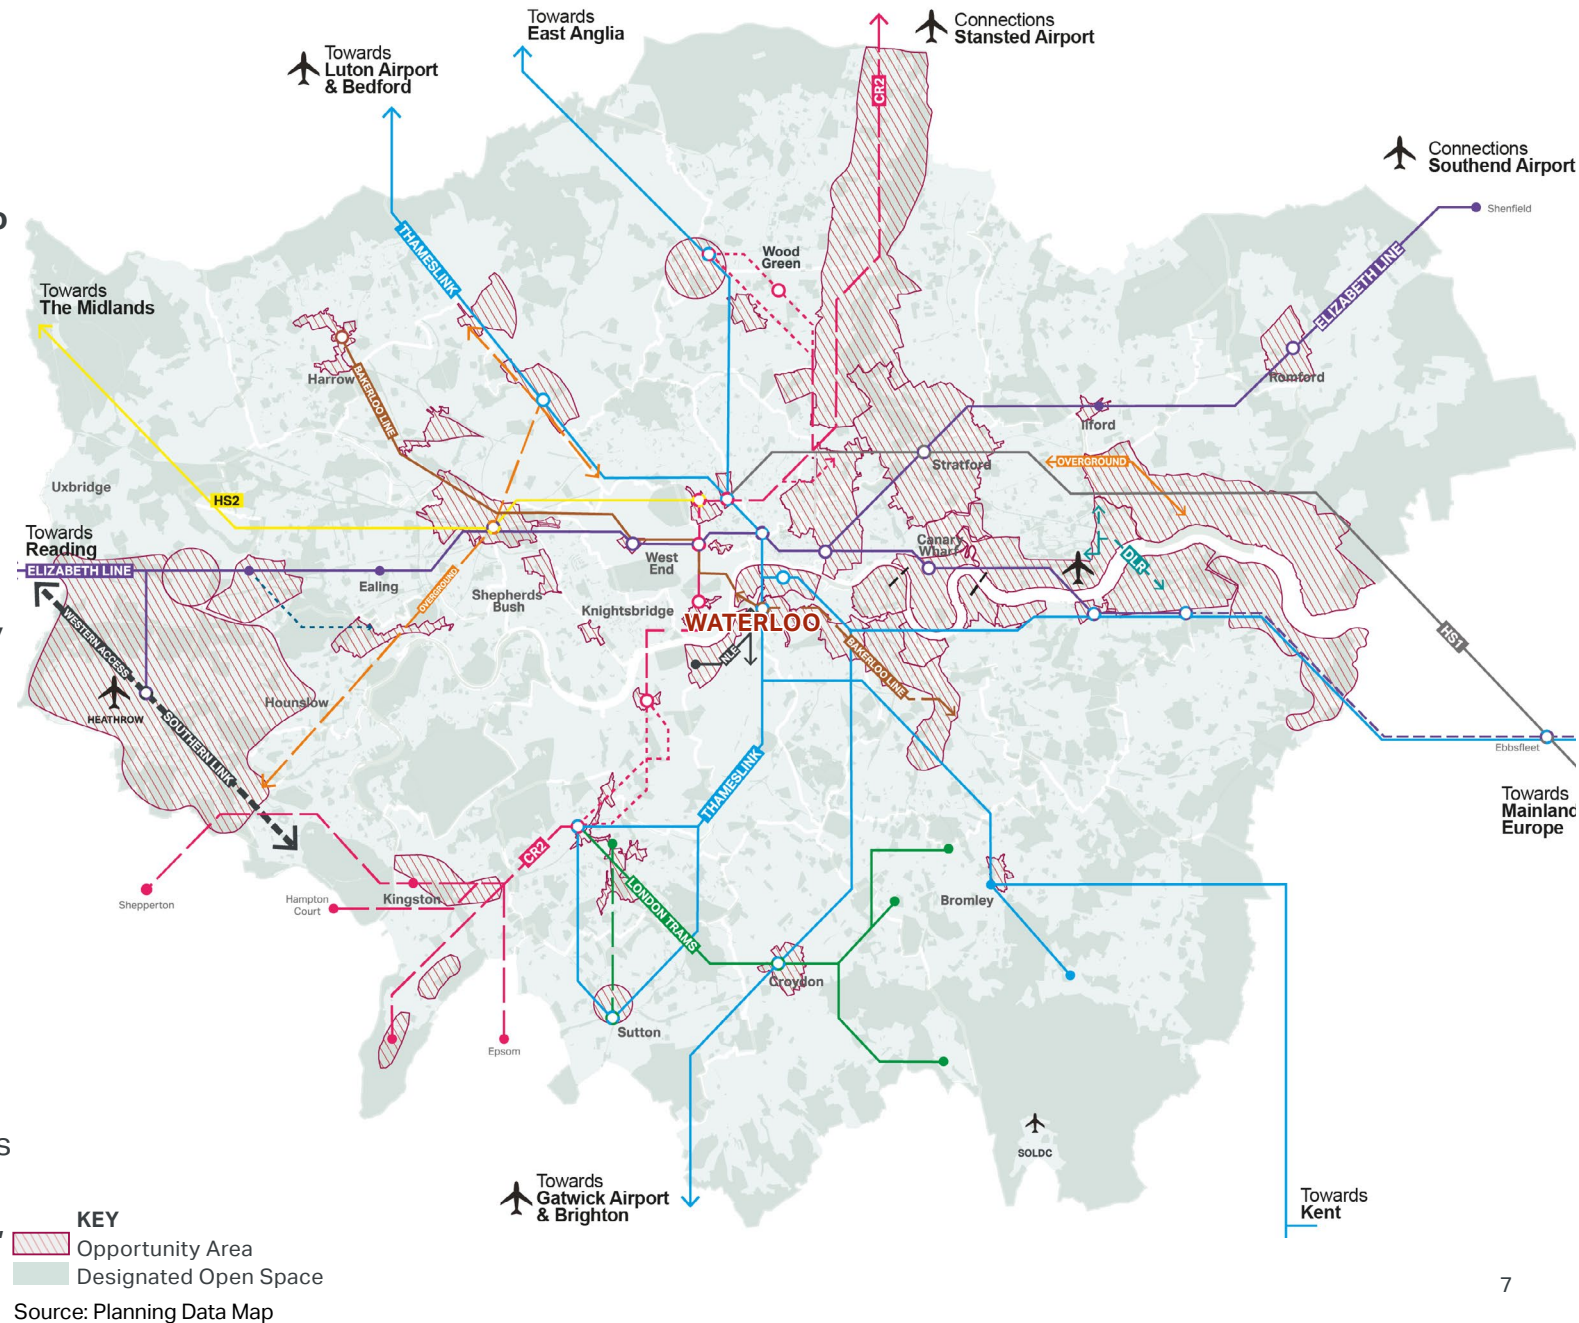 Towards
East Anglia
Connections
Stansted Airport
Towards
Luton Airport
& Bedford
CR2
Connections
Southend Airport
Shenfield
THAMESLINK
Wood
Green
ELIZABETH LINE
Towards
The Midlands
Harrow
BAKERLOO LINE
Romford
Ilford
Stratford
OVERGROUND
Uxbridge
HS2
Towards
Reading
ELIZABETH LINE
Ealing
West
End
Canary
Wharf
DLR
OVERGROUND
Shepherds
Bush
Knightsbridge
WATERLOO
WESTERN ACCESS
HEATHROW
SOUTHERN LINK
Hounslow
NLE
BAKERLOO LINE
HS1
Ebbsfleet
THAMESLINK
Towards
Mainland
Europe
CR2
Shepperton
Hampton
Court
Kingston
LONDON TRAMS
Bromley
Croydon
Sutton
Epsom
SOLDC
Towards
Gatwick Airport
& Brighton
Towards
Kent
KEY
Opportunity Area
Designated Open Space
Source: Planning Data Map
7